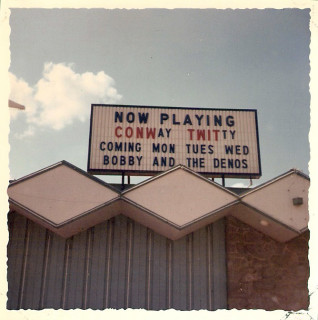 NOW PLAYING
CONWAY TWITTY
COMING MON TUES WED
BOBBY AND THE DENOS